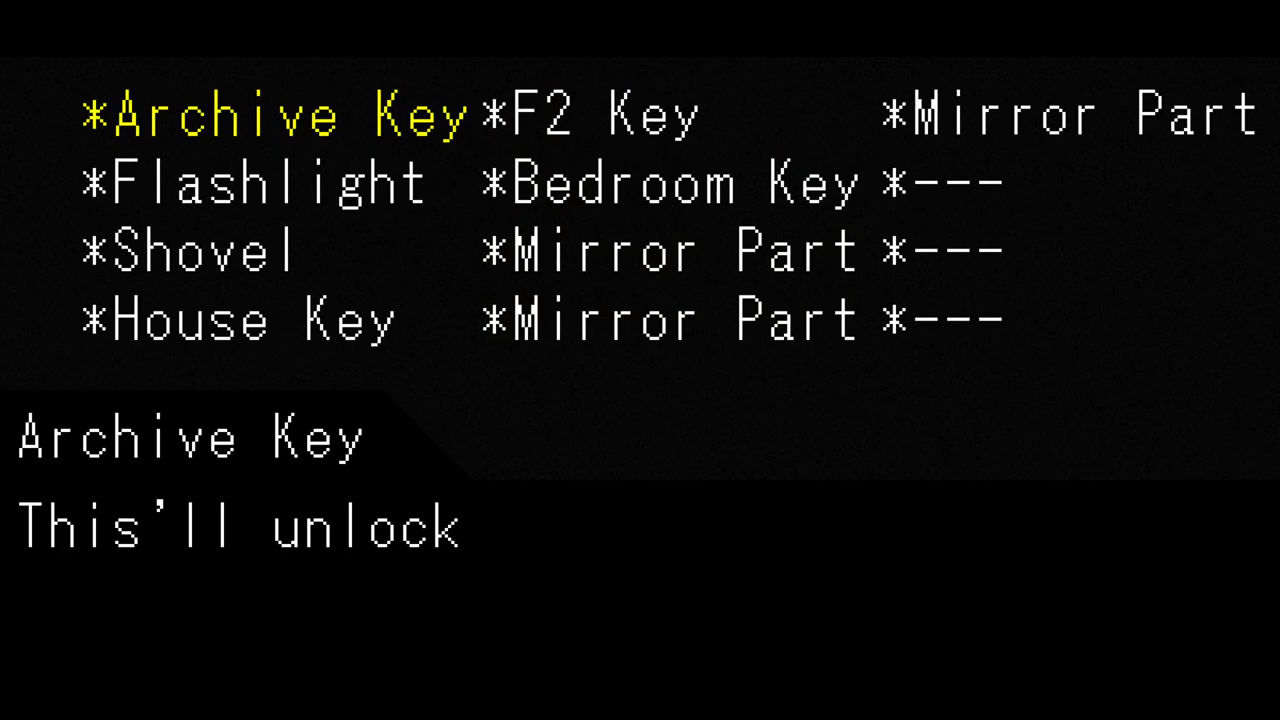 *Archive Key *F2 Key *Mirror Part
*Flashlight *Bedroom Key *---
*Shovel *Mirror Part *---
*House Key *Mirror Part *---
Archive Key
This'll unlock